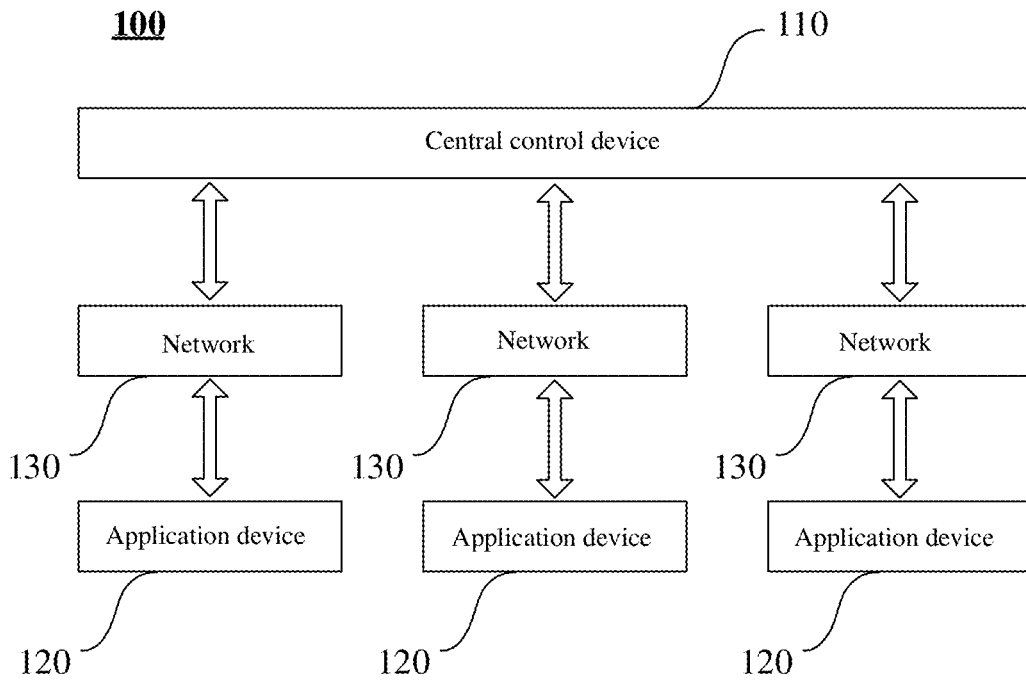 100
110
Central control device
Network
Network
Network
130
130
130
Application device
Application device
Application device
120
120
120